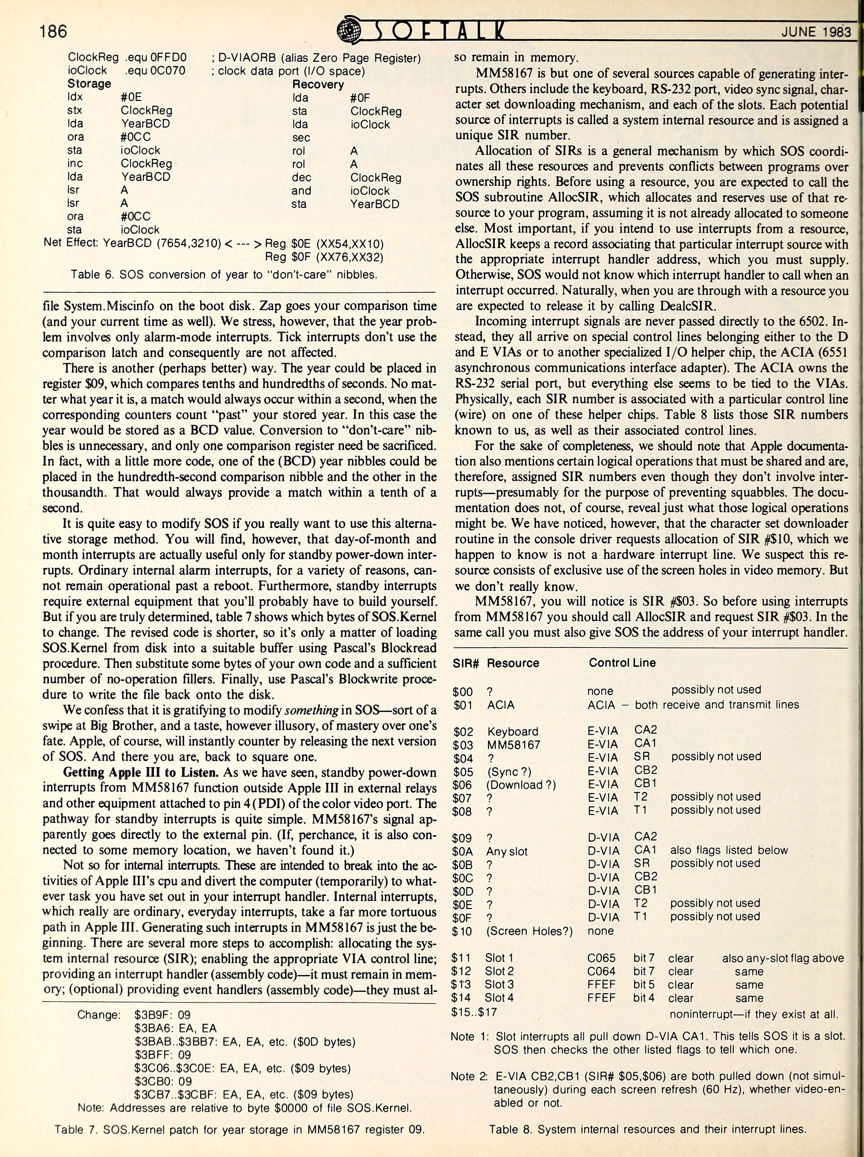 186
SOFTALK
JUNE 1983
ClockReg .equ 0FFD0 ; D-VIAORB (alias Zero Page Register)
ioClock .equ 0C070 ; clock data port (I/O space)
Storage Recovery
ldx #0E lda #0F
stx ClockReg sta ClockReg
lda YearBCD lda ioClock
ora #0CC sec
sta ioClock rol A
inc ClockReg rol A
lda YearBCD dec ClockReg
lsr A and ioClock
lsr A sta YearBCD
ora #0CC
sta ioClock
Net Effect: YearBCD (7654,3210) < --- > Reg $0E (XX54,XX10)
Reg $0F (XX76,XX32)
Table 6. SOS conversion of year to "don't-care" nibbles.
file System.Miscinfo on the boot disk. Zap goes your comparison time
(and your current time as well). We stress, however, that the year prob-
lem involves only alarm-mode interrupts. Tick interrupts don't use the
comparison latch and consequently are not affected.
There is another (perhaps better) way. The year could be placed in
register $09, which compares tenths and hundredths of seconds. No mat-
ter what year it is, a match would always occur within a second, when the
corresponding counters count "past" your stored year. In this case the
year would be stored as a BCD value. Conversion to "don't-care" nib-
bles is unnecessary, and only one comparison register need be sacrificed.
In fact, with a little more code, one of the (BCD) year nibbles could be
placed in the hundredth-second comparison nibble and the other in the
thousandth. That would always provide a match within a tenth of a
second.
It is quite easy to modify SOS if you really want to use this alterna-
tive storage method. You will find, however, that day-of-month and
month interrupts are actually useful only for standby power-down inter-
rupts. Ordinary internal alarm interrupts, for a variety of reasons, can-
not remain operational past a reboot. Furthermore, standby interrupts
require external equipment that you'll probably have to build yourself.
But if you are truly determined, table 7 shows which bytes of SOS.Kernel
to change. The revised code is shorter, so it's only a matter of loading
SOS.Kernel from disk into a suitable buffer using Pascal's Blockread
procedure. Then substitute some bytes of your own code and a sufficient
number of no-operation fillers. Finally, use Pascal's Blockwrite proce-
dure to write the file back onto the disk.
We confess that it is gratifying to modify something in SOS—sort of a
swipe at Big Brother, and a taste, however illusory, of mastery over one's
fate. Apple, of course, will instantly counter by releasing the next version
of SOS. And there you are, back to square one.
Getting Apple III to Listen. As we have seen, standby power-down
interrupts from MM58167 function outside Apple III in external relays
and other equipment attached to pin 4 (PDI) of the color video port. The
pathway for standby interrupts is quite simple. MM58167's signal ap-
parently goes directly to the external pin. (If, perchance, it is also con-
nected to some memory location, we haven't found it.)
Not so for internal interrupts. These are intended to break into the ac-
tivities of Apple III's cpu and divert the computer (temporarily) to what-
ever task you have set out in your interrupt handler. Internal interrupts,
which really are ordinary, everyday interrupts, take a far more tortuous
path in Apple III. Generating such interrupts in MM58167 is just the be-
ginning. There are several more steps to accomplish: allocating the sys-
tem internal resource (SIR); enabling the appropriate VIA control line;
providing an interrupt handler (assembly code)—it must remain in mem-
ory; (optional) providing event handlers (assembly code)—they must al-
Change: $3B9F: 09
$3BA6: EA, EA
$3BAB..$3BB7: EA, EA, etc. ($0D bytes)
$3BFF: 09
$3C06..$3C0E: EA, EA, etc. ($09 bytes)
$3CB0: 09
$3CB7..$3CBF: EA, EA, etc. ($09 bytes)
Note: Addresses are relative to byte $0000 of file SOS.Kernel.
Table 7. SOS.Kernel patch for year storage in MM58167 register 09.
so remain in memory.
MM58167 is but one of several sources capable of generating inter-
rupts. Others include the keyboard, RS-232 port, video sync signal, char-
acter set downloading mechanism, and each of the slots. Each potential
source of interrupts is called a system internal resource and is assigned a
unique SIR number.
Allocation of SIRs is a general mechanism by which SOS coordi-
nates all these resources and prevents conflicts between programs over
ownership rights. Before using a resource, you are expected to call the
SOS subroutine AllocSIR, which allocates and reserves use of that re-
source to your program, assuming it is not already allocated to someone
else. Most important, if you intend to use interrupts from a resource,
AllocSIR keeps a record associating that particular interrupt source with
the appropriate interrupt handler address, which you must supply.
Otherwise, SOS would not know which interrupt handler to call when an
interrupt occurred. Naturally, when you are through with a resource you
are expected to release it by calling DealcSIR.
Incoming interrupt signals are never passed directly to the 6502. In-
stead, they all arrive on special control lines belonging either to the D
and E VIAs or to another specialized I/O helper chip, the ACIA (6551
asynchronous communications interface adapter). The ACIA owns the
RS-232 serial port, but everything else seems to be tied to the VIAs.
Physically, each SIR number is associated with a particular control line
(wire) on one of these helper chips. Table 8 lists those SIR numbers
known to us, as well as their associated control lines.
For the sake of completeness, we should note that Apple documenta-
tion also mentions certain logical operations that must be shared and are,
therefore, assigned SIR numbers even though they don't involve inter-
rupts—presumably for the purpose of preventing squabbles. The docu-
mentation does not, of course, reveal just what those logical operations
might be. We have noticed, however, that the character set downloader
routine in the console driver requests allocation of SIR #$10, which we
happen to know is not a hardware interrupt line. We suspect this re-
source consists of exclusive use of the screen holes in video memory. But
we don't really know.
MM58167, you will notice is SIR #$03. So before using interrupts
from MM58167 you should call AllocSIR and request SIR #$03. In the
same call you must also give SOS the address of your interrupt handler.
SIR# Resource Control Line
$00 ? none possibly not used
$01 ACIA ACIA – both receive and transmit lines
$02 Keyboard E-VIA CA2
$03 MM58167 E-VIA CA1
$04 ? E-VIA SR possibly not used
$05 (Sync ?) E-VIA CB2
$06 (Download ?) E-VIA CB1
$07 ? E-VIA T2 possibly not used
$08 ? E-VIA T1 possibly not used
$09 ? D-VIA CA2
$0A Any slot D-VIA CA1 also flags listed below
$0B ? D-VIA SR possibly not used
$0C ? D-VIA CB2
$0D ? D-VIA CB1
$0E ? D-VIA T2 possibly not used
$0F ? D-VIA T1 possibly not used
$10 (Screen Holes?) none
$11 Slot 1 C065 bit 7 clear also any-slot flag above
$12 Slot 2 C064 bit 7 clear same
$13 Slot 3 FFEF bit 5 clear same
$14 Slot 4 FFEF bit 4 clear same
$15..$17 noninterrupt—if they exist at all.
Note 1: Slot interrupts all pull down D-VIA CA1. This tells SOS it is a slot.
SOS then checks the other listed flags to tell which one.
Note 2: E-VIA CB2,CB1 (SIR# $05,$06) are both pulled down (not simul-
taneously) during each screen refresh (60 Hz), whether video-en-
abled or not.
Table 8. System internal resources and their interrupt lines.